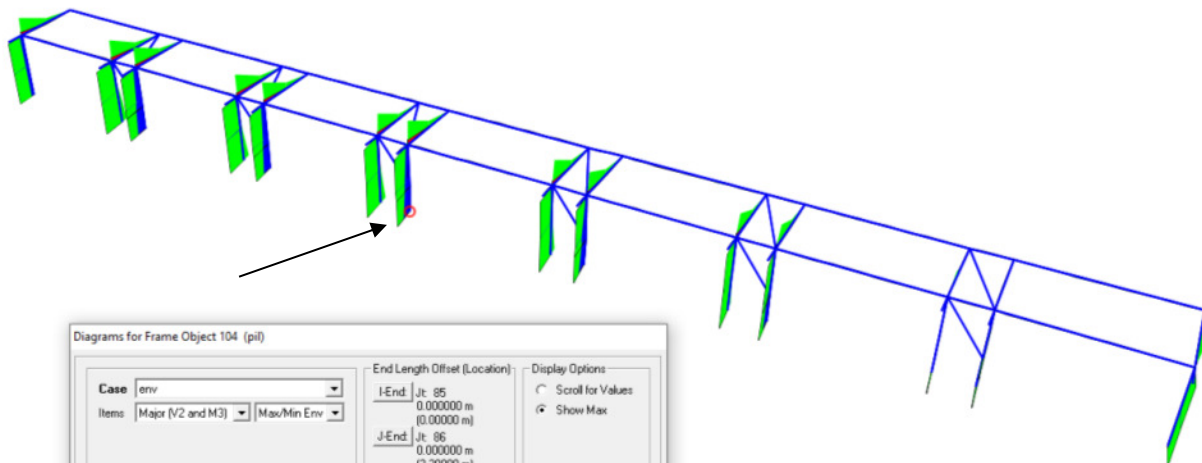 Diagrams for Frame Object 104 (pil)
Case env
Items Major (V2 and M3) Max/Min Env
End Length Offset (Location)
I-End: Jt: 85
0.000000 m
(0.00000 m)
J-End: Jt: 86
0.000000 m
Display Options
Scroll for Values
Show Max